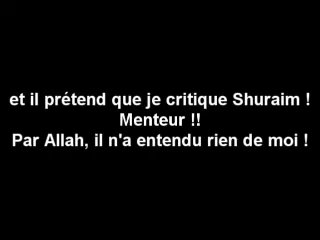 et il prétend que je critique Shuraim !
Menteur !!
Par Allah, il n'a entendu rien de moi !